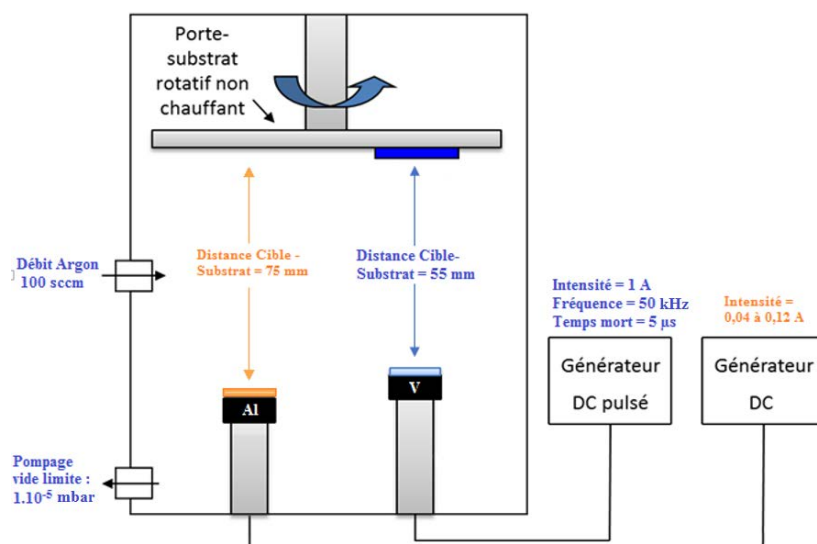 Porte-
substrat
rotatif non
chauffant
Distance Cible -
Substrat = 75 mm
Distance Cible-
Substrat = 55 mm
Débit Argon
100 sccm
Intensité = 1 A
Fréquence = 50 kHz
Temps mort = 5 µs
Intensité =
0,04 à 0,12 A
Générateur
DC pulsé
Générateur
DC
Al
V
Pompage
vide limite :
1.10⁻⁵ mbar